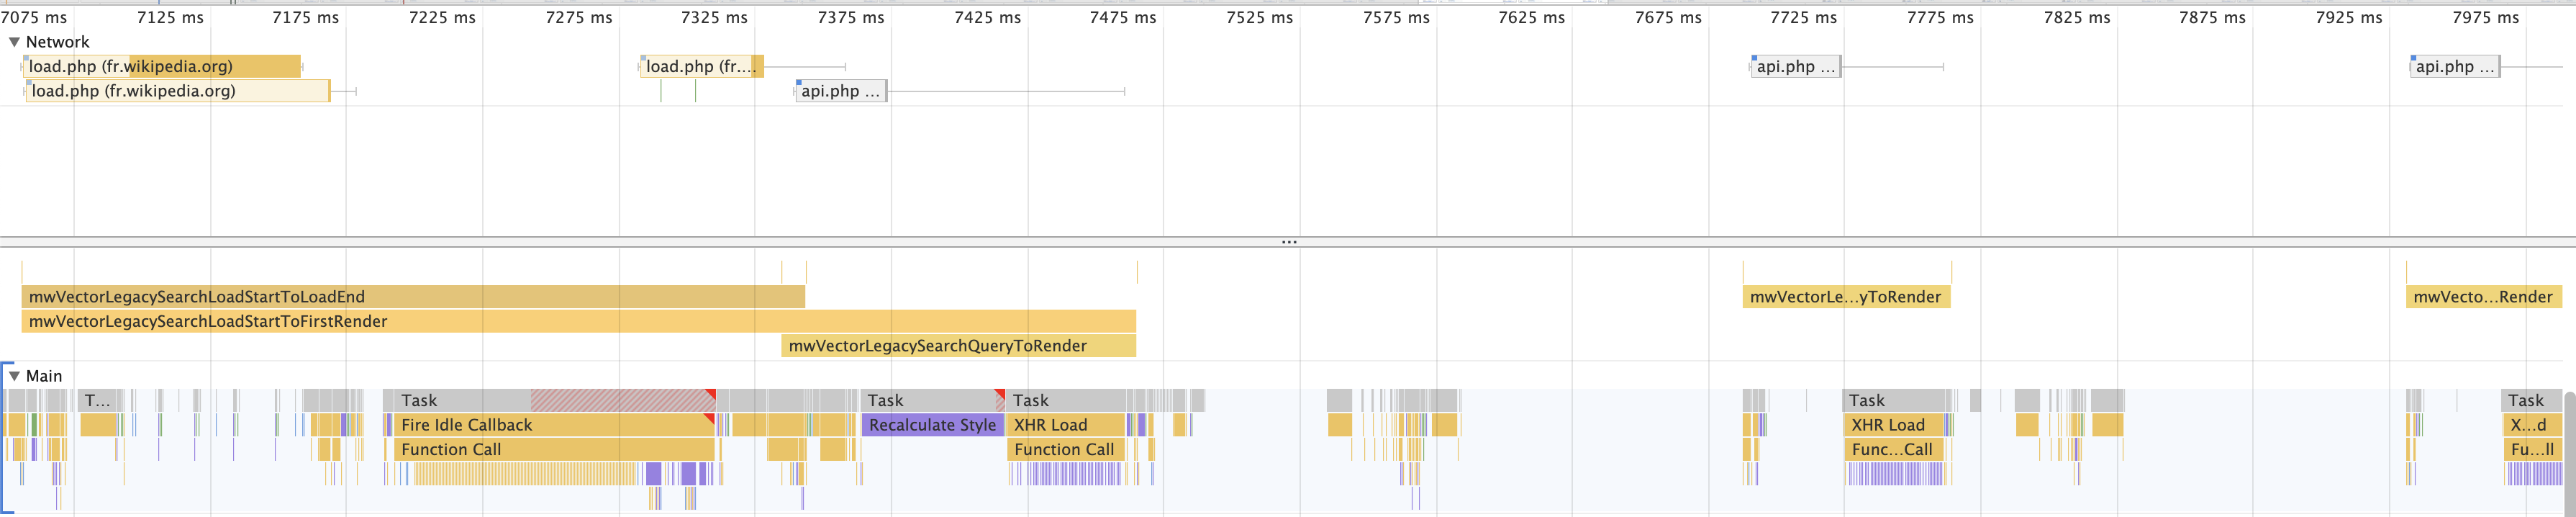 7075 ms 7125 ms 7175 ms 7225 ms 7275 ms 7325 ms 7375 ms 7425 ms 7475 ms 7525 ms 7575 ms 7625 ms 7675 ms 7725 ms 7775 ms 7825 ms 7875 ms 7925 ms 7975 ms
Network
load.php (fr.wikipedia.org) load.php (fr.… api.php … api.php …
load.php (fr.wikipedia.org) api.php …
...
mwVectorLegacySearchLoadStartToLoadEnd mwVectorLe…yToRender mwVecto…Render
mwVectorLegacySearchLoadStartToFirstRender
mwVectorLegacySearchQueryToRender
Main
T… Task Task Task Task Task
Fire Idle Callback Recalculate Style XHR Load XHR Load X…d
Function Call Function Call Func…Call Fu…ll